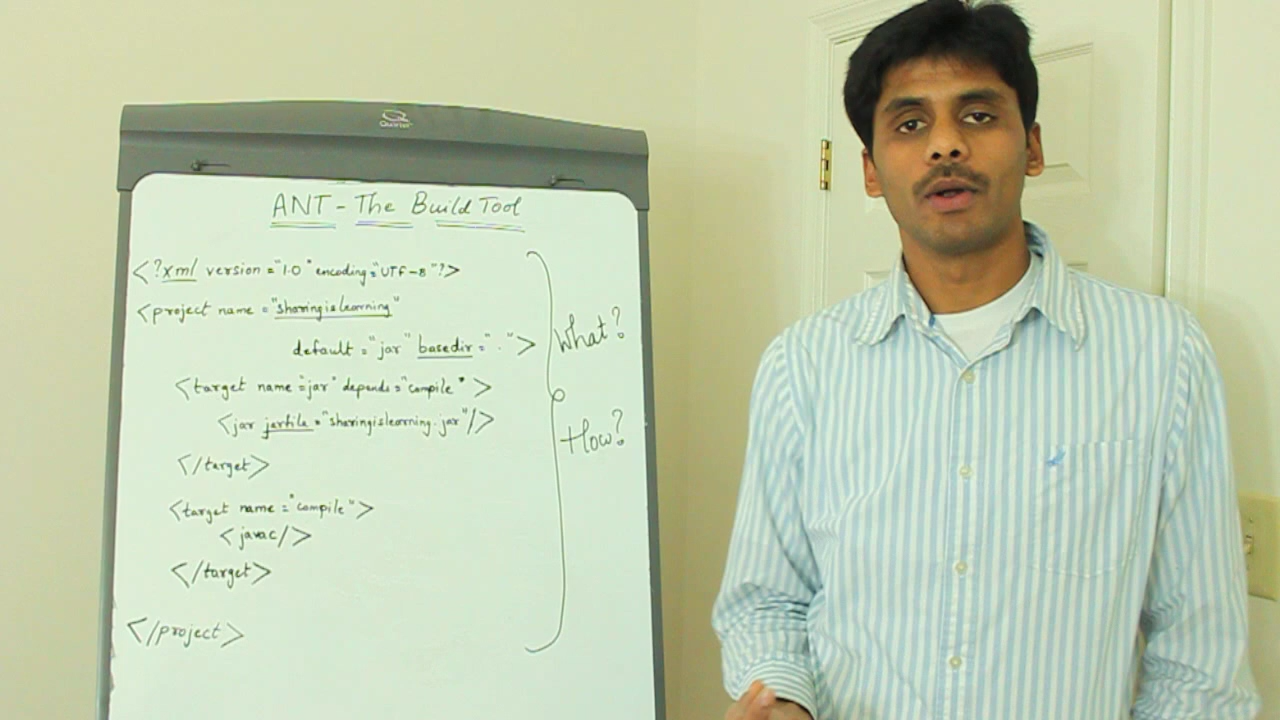 Quartet
ANT - The Build Tool
<?xml version = "1.0" encoding = "UTF-8"?>
<project name = "sharingislearning"
default = "jar" basedir = ".">
<target name = "jar" depends = "compile">
<jar jarfile = "sharingislearning.jar"/>
</target>
<target name = "compile">
<javac/>
</target>
</project>
What?
How?